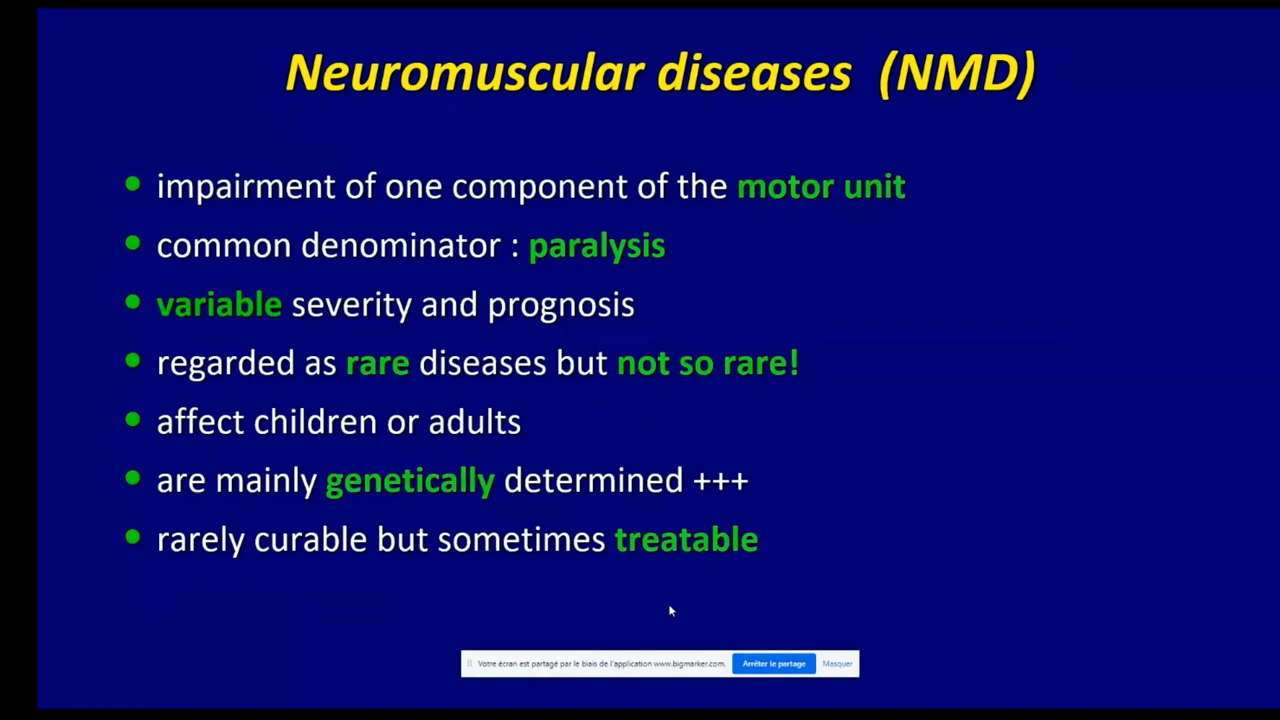 Neuromuscular diseases (NMD)
• impairment of one component of the motor unit
• common denominator : paralysis
• variable severity and prognosis
• regarded as rare diseases but not so rare!
• affect children or adults
• are mainly genetically determined +++
• rarely curable but sometimes treatable
Votre écran est partagé par le biais de l'application www.bigmarker.com. Arrêter le partage Masquer